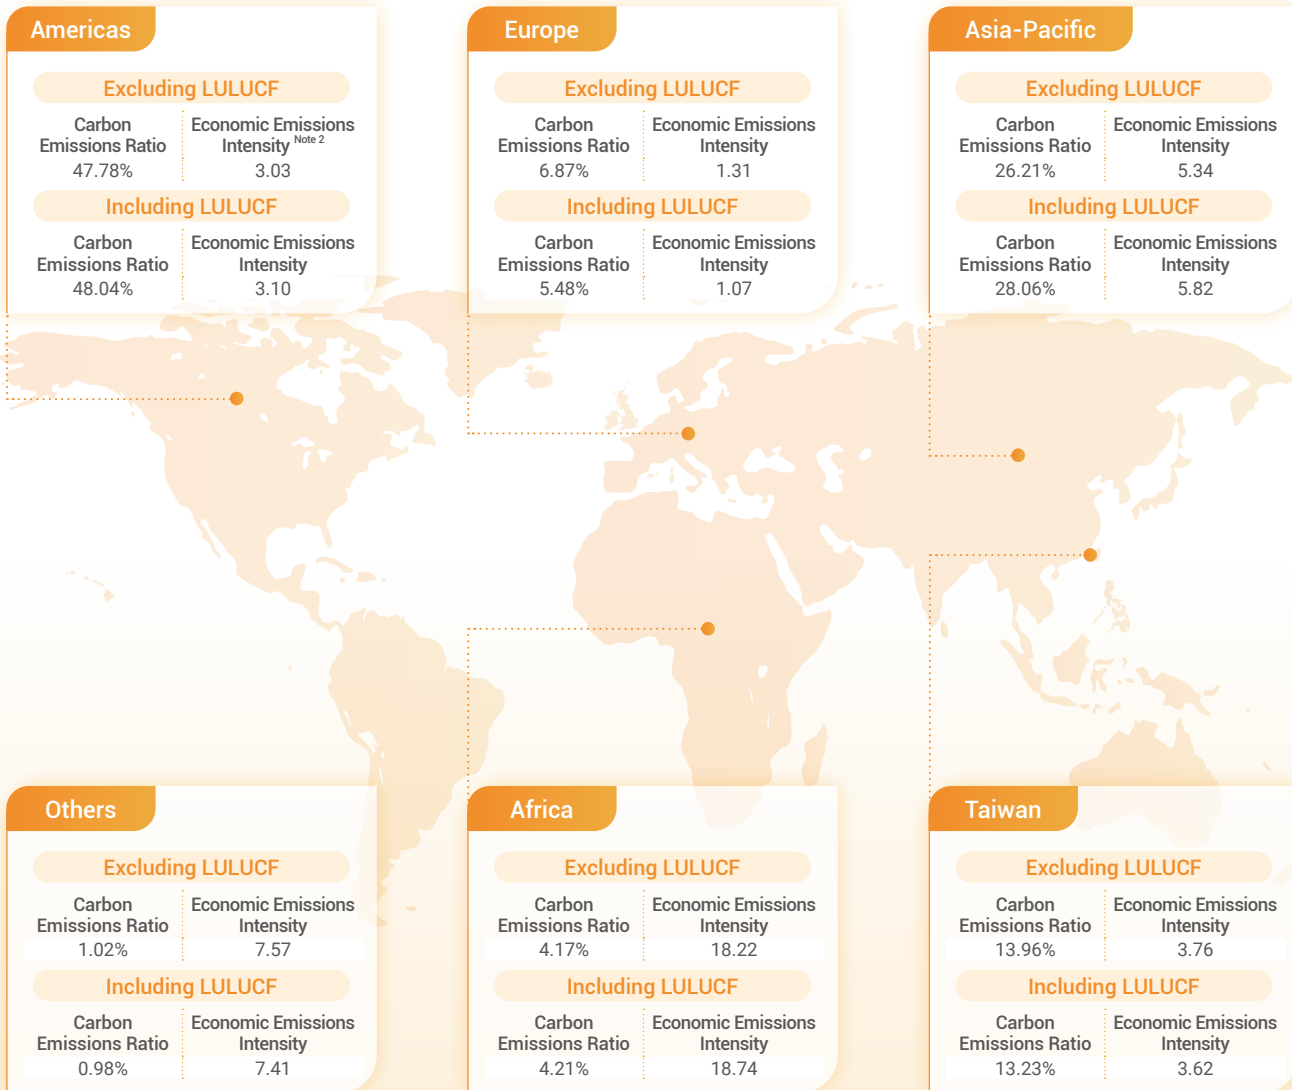 Americas
Excluding LULUCF
Carbon
Emissions Ratio
47.78%
Economic Emissions
Intensity Note 2
3.03
Including LULUCF
Carbon
Emissions Ratio
48.04%
Economic Emissions
Intensity
3.10
Europe
Excluding LULUCF
Carbon
Emissions Ratio
6.87%
Economic Emissions
Intensity
1.31
Including LULUCF
Carbon
Emissions Ratio
5.48%
Economic Emissions
Intensity
1.07
Asia-Pacific
Excluding LULUCF
Carbon
Emissions Ratio
26.21%
Economic Emissions
Intensity
5.34
Including LULUCF
Carbon
Emissions Ratio
28.06%
Economic Emissions
Intensity
5.82
Others
Excluding LULUCF
Carbon
Emissions Ratio
1.02%
Economic Emissions
Intensity
7.57
Including LULUCF
Carbon
Emissions Ratio
0.98%
Economic Emissions
Intensity
7.41
Africa
Excluding LULUCF
Carbon
Emissions Ratio
4.17%
Economic Emissions
Intensity
18.22
Including LULUCF
Carbon
Emissions Ratio
4.21%
Economic Emissions
Intensity
18.74
Taiwan
Excluding LULUCF
Carbon
Emissions Ratio
13.96%
Economic Emissions
Intensity
3.76
Including LULUCF
Carbon
Emissions Ratio
13.23%
Economic Emissions
Intensity
3.62